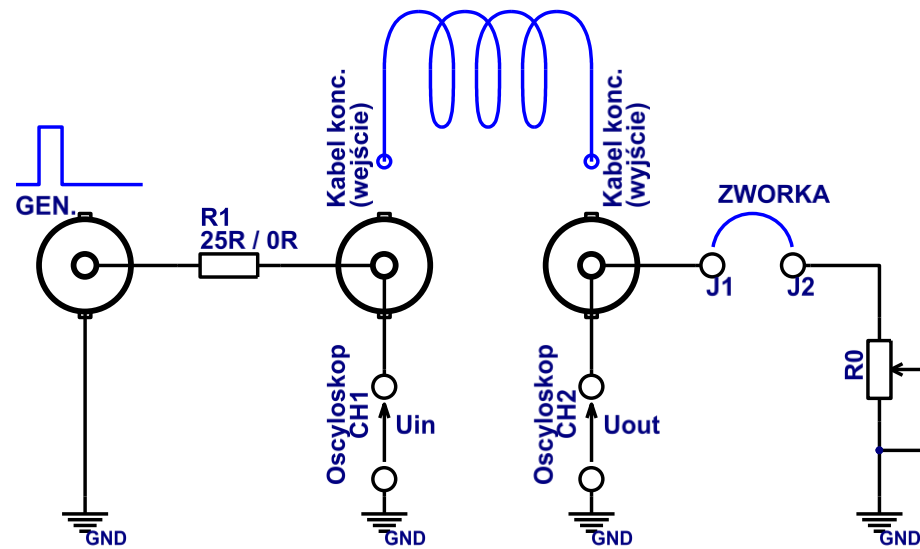 Kabel konc.
(wejście)
Kabel konc.
(wyjście)
GEN.
R1
25R / 0R
ZWORKA
J1
J2
R0
Oscyloskop
CH1
Uin
Oscyloskop
CH2
Uout
GND
GND
GND
GND